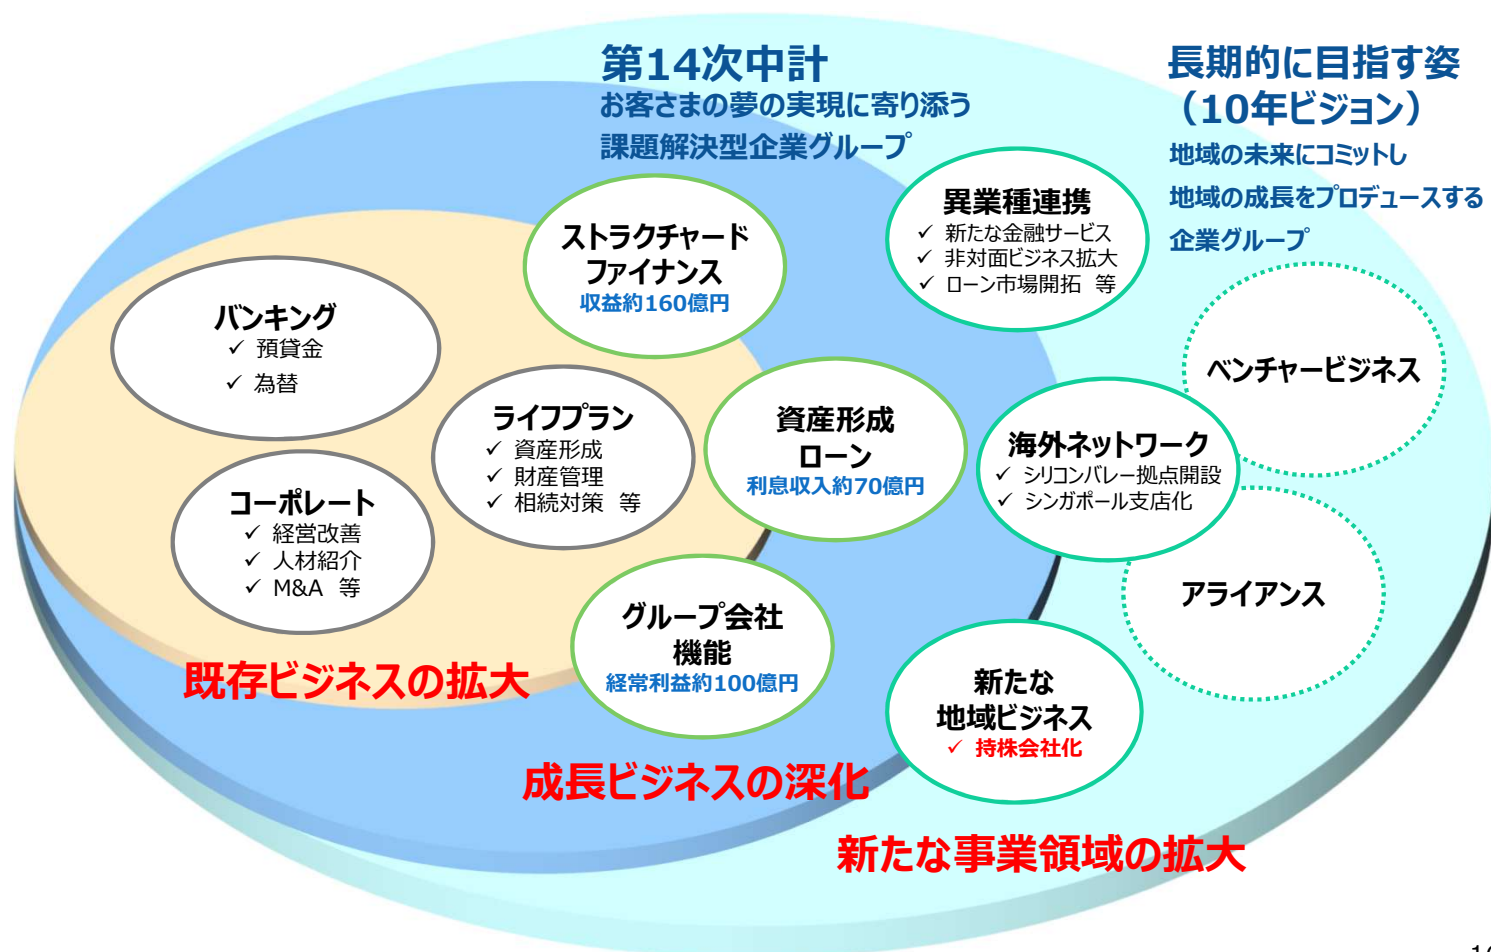 第14次中計
お客さまの夢の実現に寄り添う
課題解決型企業グループ
長期的に目指す姿
（10年ビジョン）
地域の未来にコミットし
地域の成長をプロデュースする
企業グループ
ストラクチャード
ファイナンス
収益約160億円
異業種連携
✓ 新たな金融サービス
✓ 非対面ビジネス拡大
✓ ローン市場開拓 等
バンキング
✓ 預貸金
✓ 為替
ライフプラン
✓ 資産形成
✓ 財産管理
✓ 相続対策 等
資産形成
ローン
利息収入約70億円
海外ネットワーク
✓ シリコンバレー拠点開設
✓ シンガポール支店化
ベンチャービジネス
コーポレート
✓ 経営改善
✓ 人材紹介
✓ M&A 等
アライアンス
グループ会社
機能
経常利益約100億円
新たな
地域ビジネス
✓ 持株会社化
既存ビジネスの拡大
成長ビジネスの深化
新たな事業領域の拡大